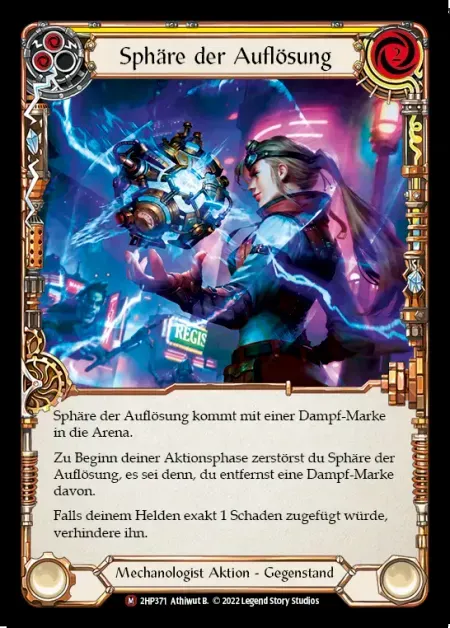 Sphäre der Auflösung
2
REGIS
Sphäre der Auflösung kommt mit einer Dampf-Marke
in die Arena.
Zu Beginn deiner Aktionsphase zerstörst du Sphäre der
Auflösung, es sei denn, du entfernst eine Dampf-Marke
davon.
Falls deinem Helden exakt 1 Schaden zugefügt würde,
verhindere ihn.
Mechanologist Aktion - Gegenstand
M 2HP371 Athiwut B. © 2022 Legend Story Studios